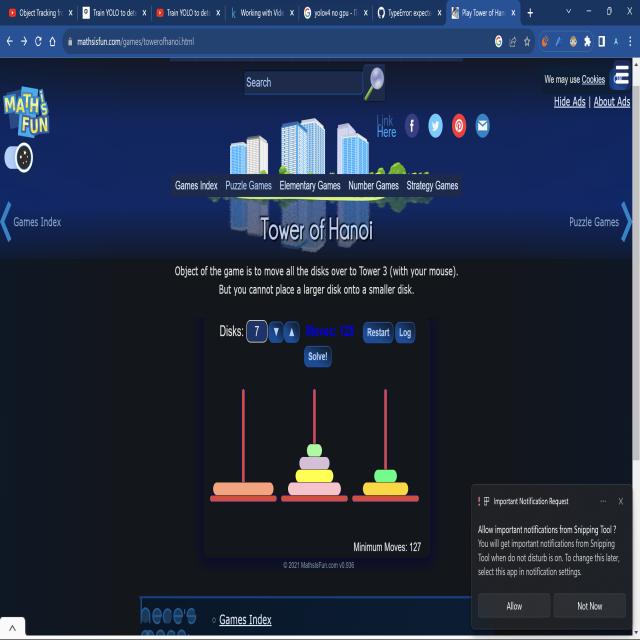 Object Tracking fr
Train YOLO to dete
Train YOLO to dete
Working with Vide
yolov4 no gpu -
TypeError: expecte
Play Tower of Han
mathsisfun.com/games/towerofhanoi.html
Search
We may use Cookies
Hide Ads | About Ads
MATH'S
FUN
Link
Here
Games Index Puzzle Games Elementary Games Number Games Strategy Games
Games Index
Puzzle Games
Tower of Hanoi
Object of the game is to move all the disks over to Tower 3 (with your mouse).
But you cannot place a larger disk onto a smaller disk.
Disks: 7 ▼ ▲ Restart Log
Solve!
Minimum Moves: 127
© 2021 MathsIsFun.com v0.936
Important Notification Request
Allow important notifications from Snipping Tool ?
You will get important notifications from Snipping
Tool when do not disturb is on. To change this later,
select this app in notification settings.
Allow Not Now
Games Index